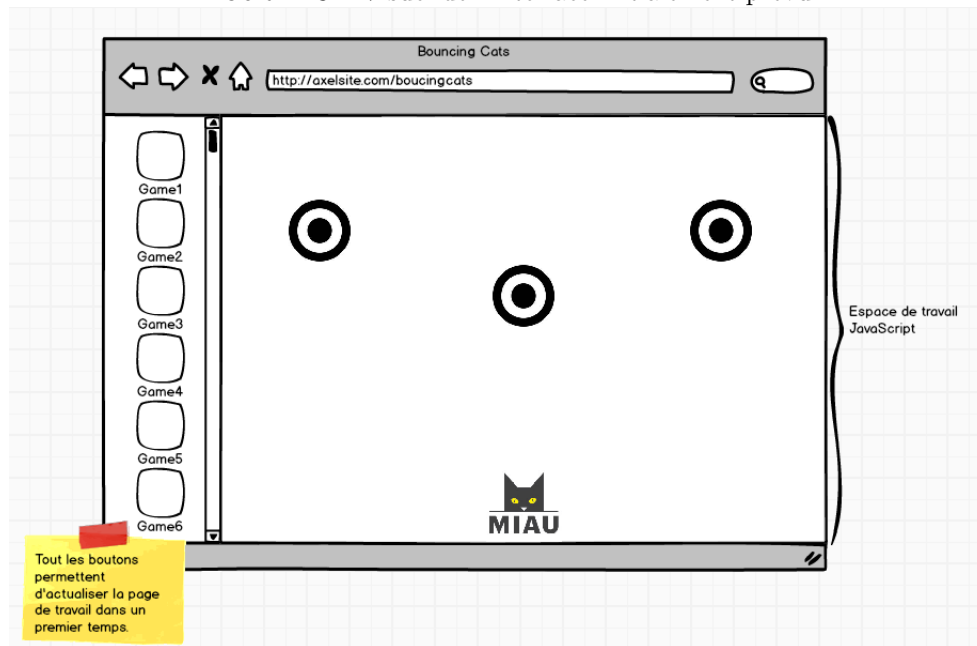 Bouncing Cats
http://axelsite.com/boucingcats
Game1
Game2
Game3
Game4
Game5
Game6
MIAU
Espace de travail
JavaScript
Tout les boutons
permettent
d'actualiser la page
de travail dans un
premier temps.